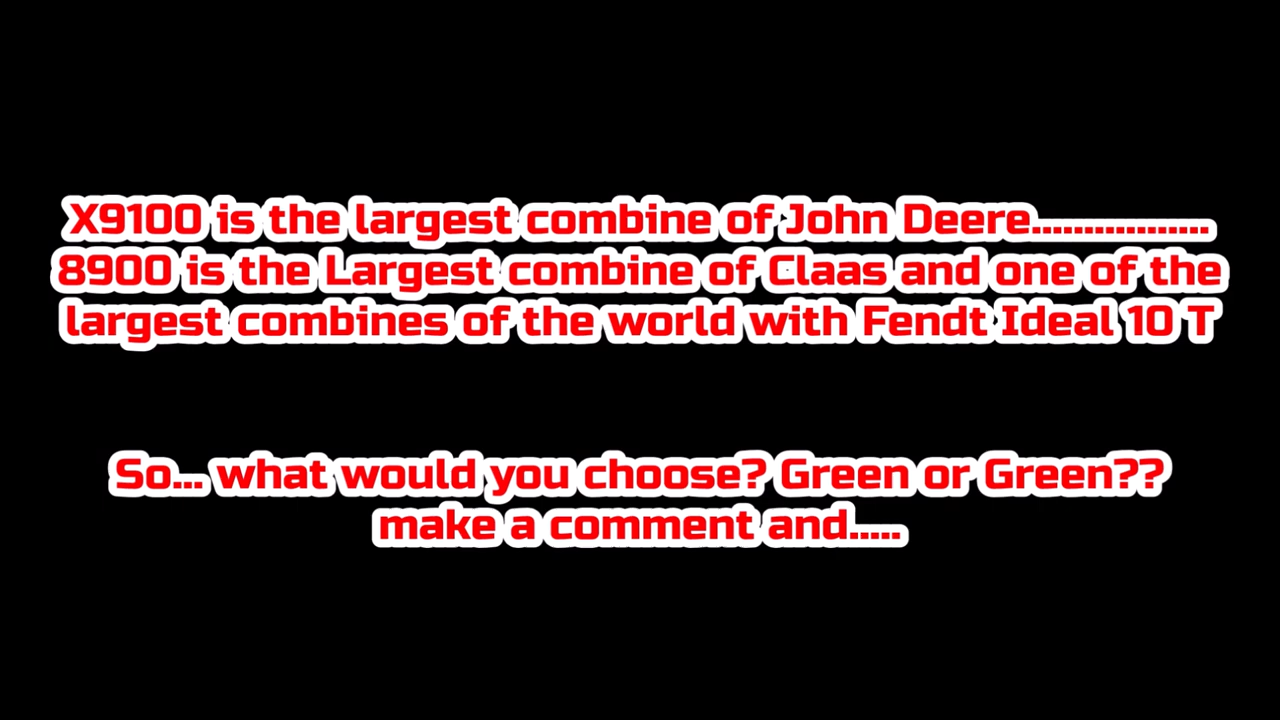 X9100 is the largest combine of John Deere.................
8900 is the Largest combine of Claas and one of the
largest combines of the world with Fendt Ideal 10 T
So... what would you choose? Green or Green??
make a comment and.....